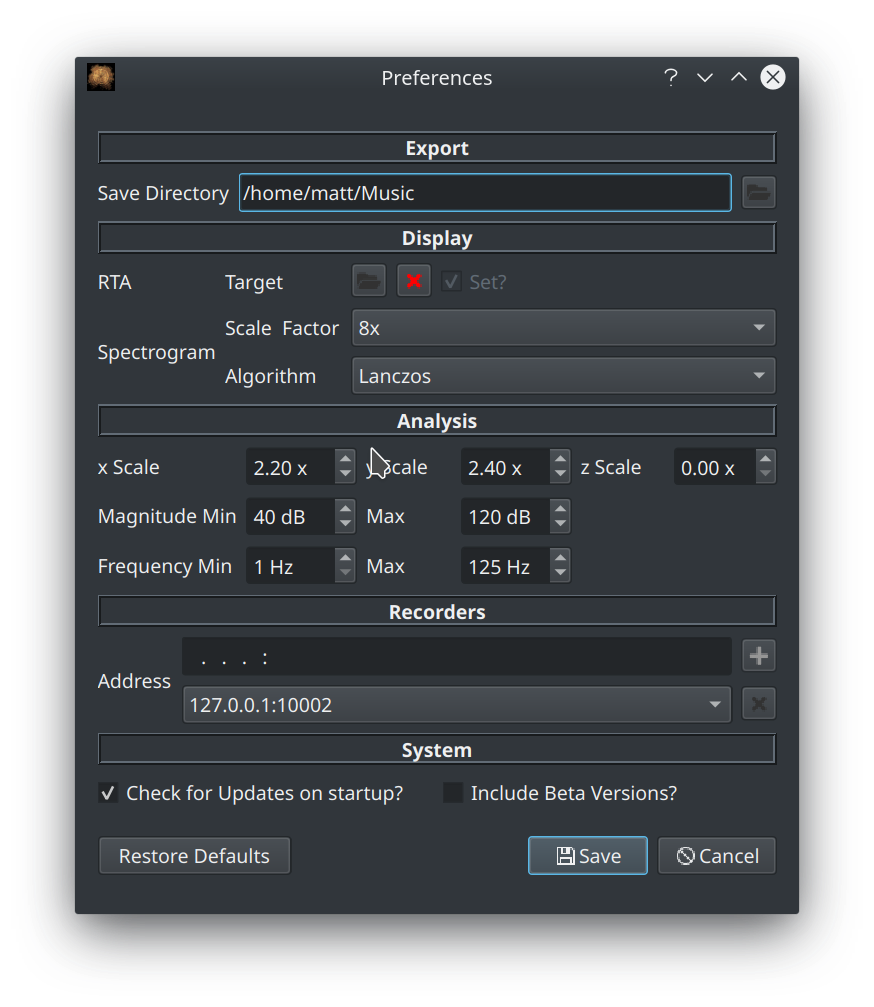 Preferences
Export
Save Directory /home/matt/Music
Display
RTA Target Set?
Spectrogram
Scale Factor 8x
Algorithm Lanczos
Analysis
x Scale 2.20 x y Scale 2.40 x z Scale 0.00 x
Magnitude Min 40 dB Max 120 dB
Frequency Min 1 Hz Max 125 Hz
Recorders
Address
. . . :
127.0.0.1:10002
System
Check for Updates on startup? Include Beta Versions?
Restore Defaults Save Cancel